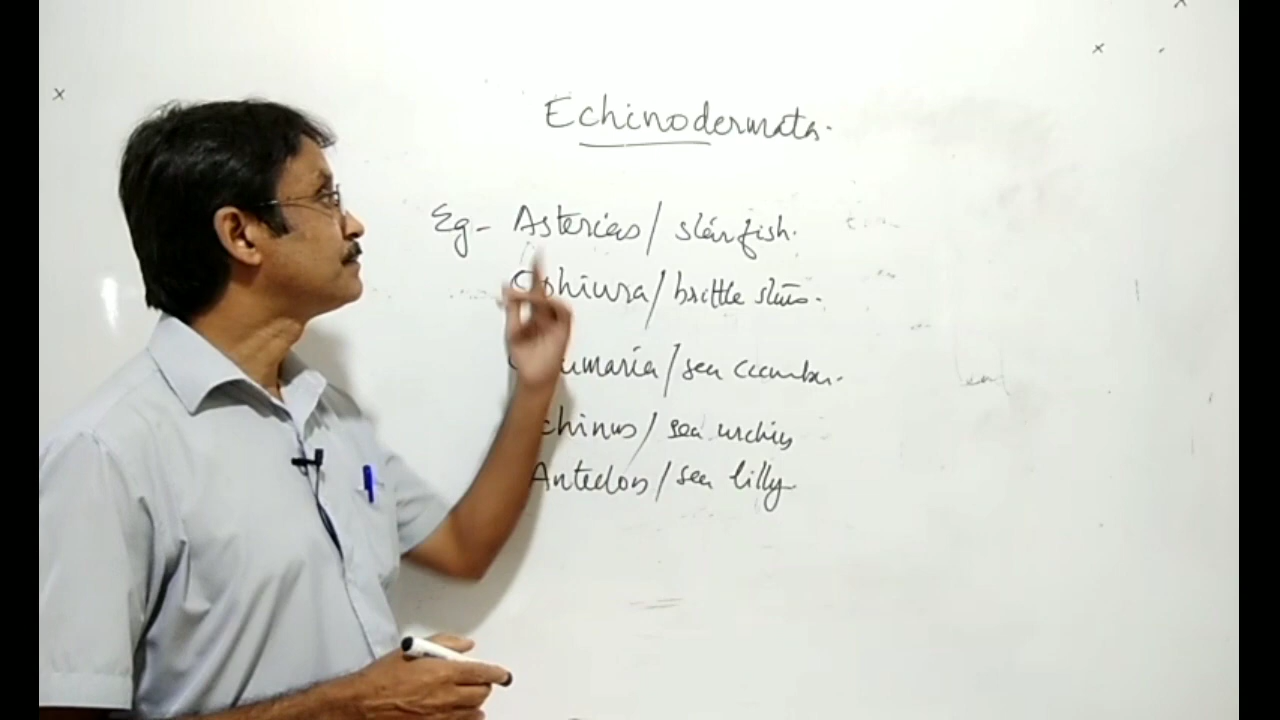 Echinodermata.
Eg- Asterias / starfish.
Ophiura / brittle stars.
umaria / sea cucumber.
chinus / sea urchin
Antedon / sea lilly